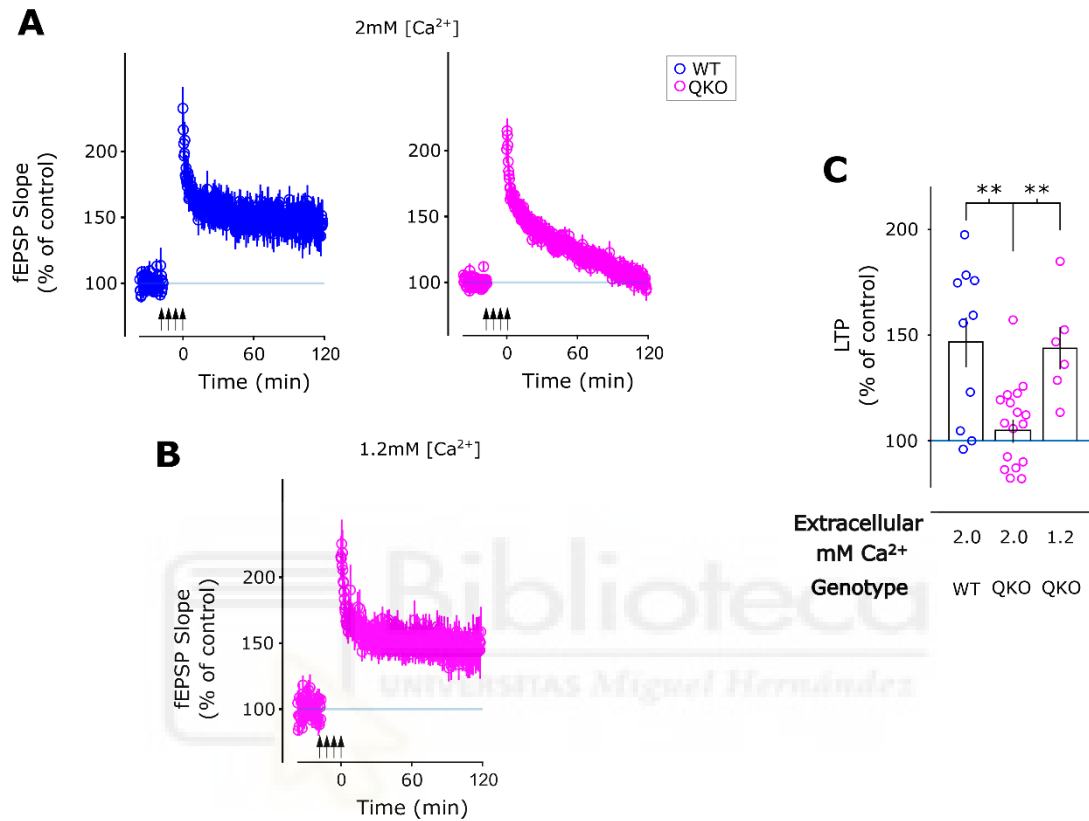 A
2mM [Ca²⁺]
WT
QKO
fEPSP Slope
(% of control)
200
150
100
0
60
120
Time (min)
200
150
100
0
60
120
Time (min)
B
1.2mM [Ca²⁺]
fEPSP Slope
(% of control)
200
150
100
0
60
120
Time (min)
C
** **
LTP
(% of control)
200
150
100
Extracellular
mM Ca²⁺
2.0 2.0 1.2
Genotype
WT QKO QKO
Biblioteca
UNIVERSITAS Miguel Hernández